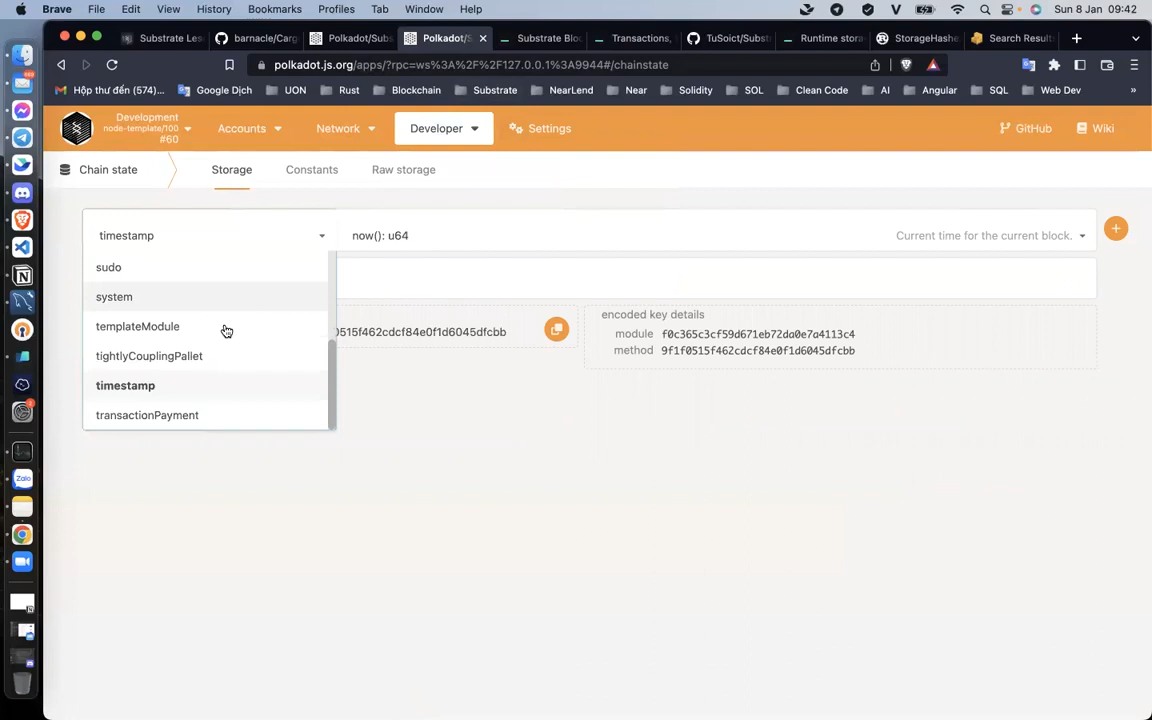 Brave File Edit View History Bookmarks Profiles Tab Window Help Sun 8 Jan 09:42
Substrate Les barnacle/Carg Polkadot/Subs Polkadot/S Substrate Bloc Transactions, TuSoict/Subst Runtime stora StorageHashe Search Results
polkadot.js.org/apps/?rpc=ws%3A%2F%2F127.0.0.1%3A9944#/chainstate
Hộp thư đến (574)... Google Dịch UON Rust Blockchain Substrate NearLend Near Solidity SOL Clean Code AI Angular SQL Web Dev »
Development
node-template/100
#60
Accounts Network Developer Settings GitHub Wiki
Chain state Storage Constants Raw storage
timestamp now(): u64 Current time for the current block.
sudo
system
templateModule
tightlyCouplingPallet
timestamp
transactionPayment
0515f462cdcf84e0f1d6045dfcbb
encoded key details
module f0c365c3cf59d671eb72da0e7a4113c4
method 9f1f0515f462cdcf84e0f1d6045dfcbb
Zalo